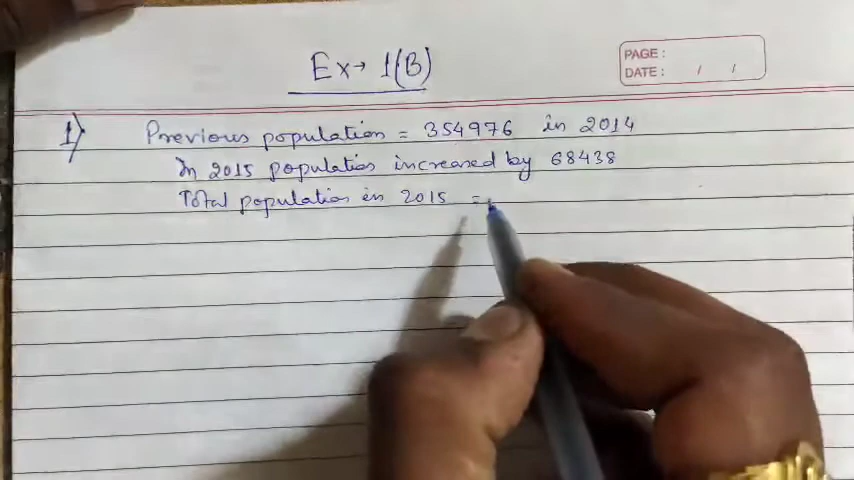 Ex→ 1(B)
PAGE:
DATE: / /
1) Previous population = 354976 in 2014
In 2015 population increased by 68438
Total population in 2015 =